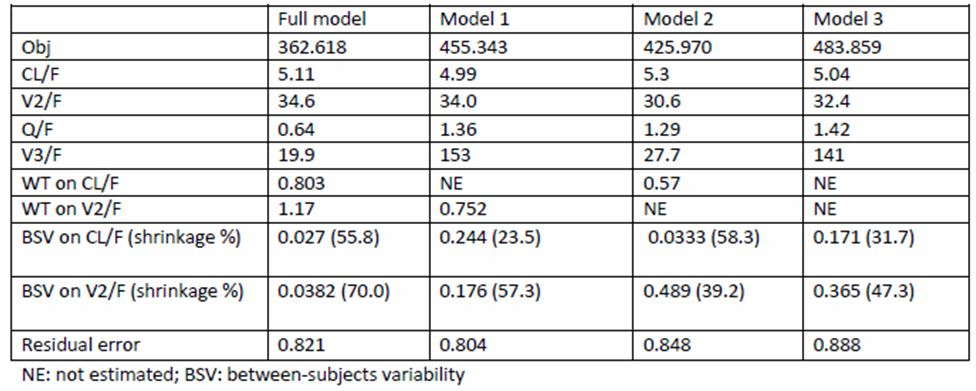 Full model Model 1 Model 2 Model 3
Obj 362.618 455.343 425.970 483.859
CL/F 5.11 4.99 5.3 5.04
V2/F 34.6 34.0 30.6 32.4
Q/F 0.64 1.36 1.29 1.42
V3/F 19.9 153 27.7 141
WT on CL/F 0.803 NE 0.57 NE
WT on V2/F 1.17 0.752 NE NE
BSV on CL/F (shrinkage %) 0.027 (55.8) 0.244 (23.5) 0.0333 (58.3) 0.171 (31.7)
BSV on V2/F (shrinkage %) 0.0382 (70.0) 0.176 (57.3) 0.489 (39.2) 0.365 (47.3)
Residual error 0.821 0.804 0.848 0.888
NE: not estimated; BSV: between-subjects variability